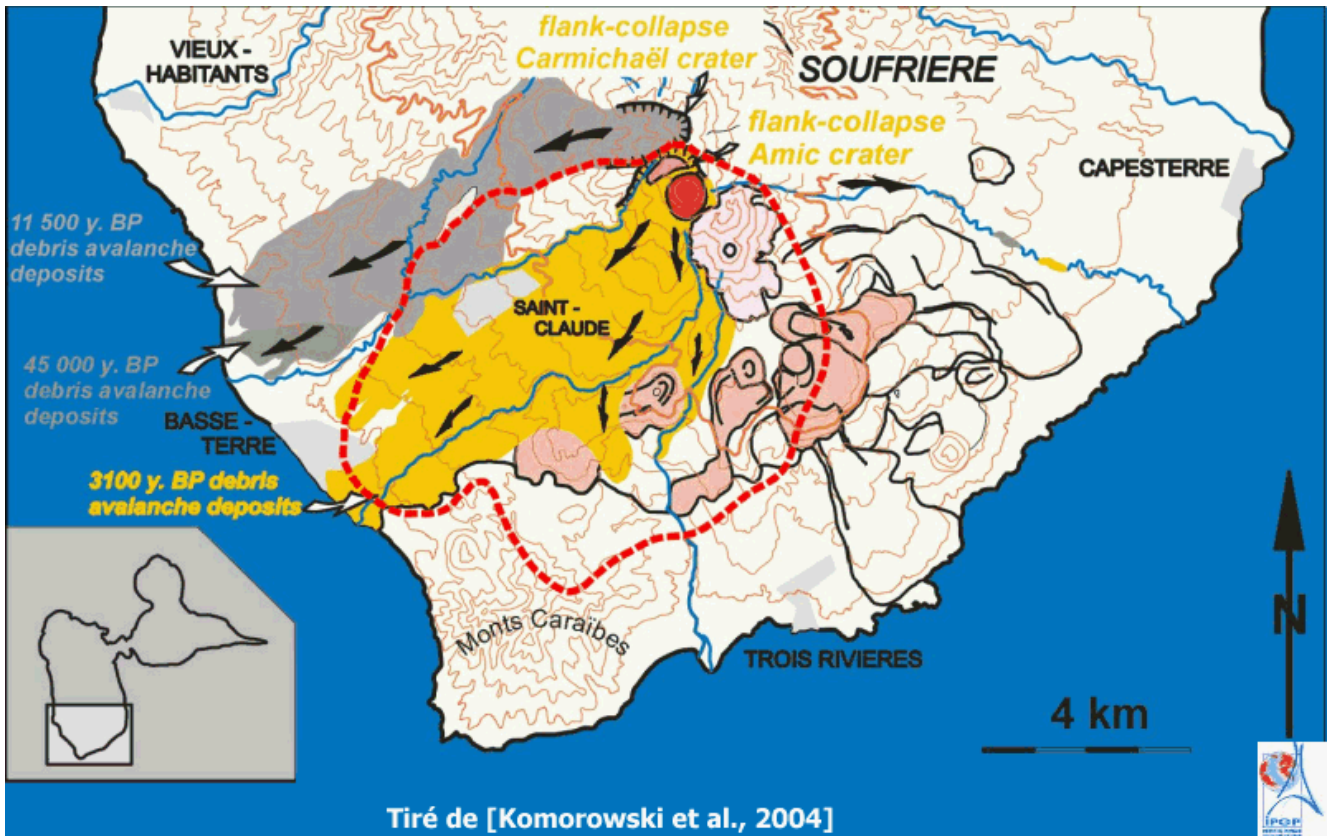 flank-collapse
Carmichaël crater
VIEUX -
HABITANTS
SOUFRIERE
flank-collapse
Amic crater
CAPESTERRE
11 500 y. BP
debris avalanche
deposits
SAINT -
CLAUDE
45 000 y. BP
debris avalanche
deposits
BASSE -
TERRE
3100 y. BP debris
avalanche deposits
Monts Caraïbes
TROIS RIVIERES
N
4 km
IPGP
Tiré de [Komorowski et al., 2004]